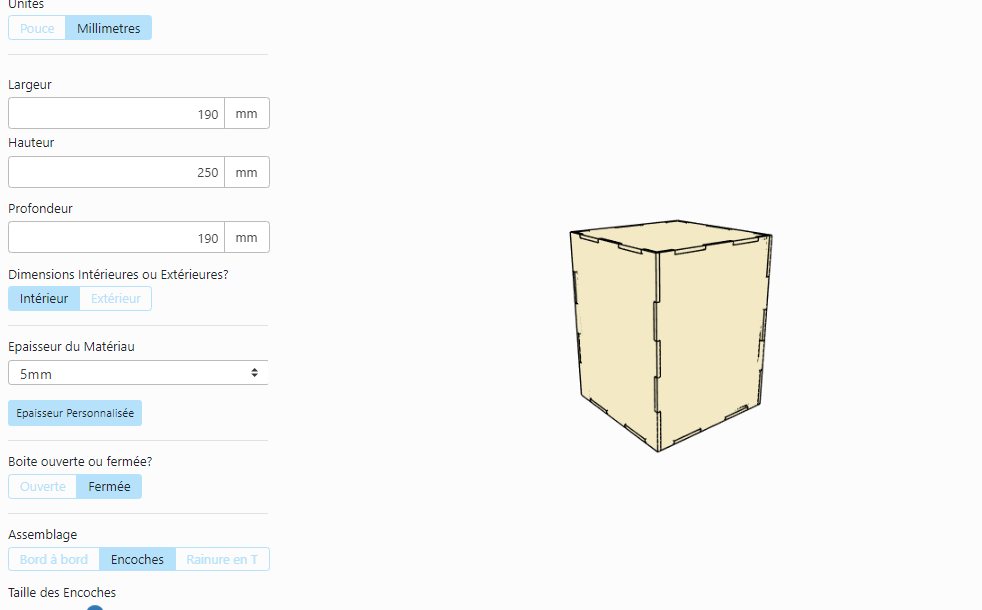 Unités
Pouce Millimetres
Largeur
190 mm
Hauteur
250 mm
Profondeur
190 mm
Dimensions Intérieures ou Extérieures?
Intérieur Extérieur
Epaisseur du Matériau
5mm
Epaisseur Personnalisée
Boite ouverte ou fermée?
Ouverte Fermée
Assemblage
Bord à bord Encoches Rainure en T
Taille des Encoches